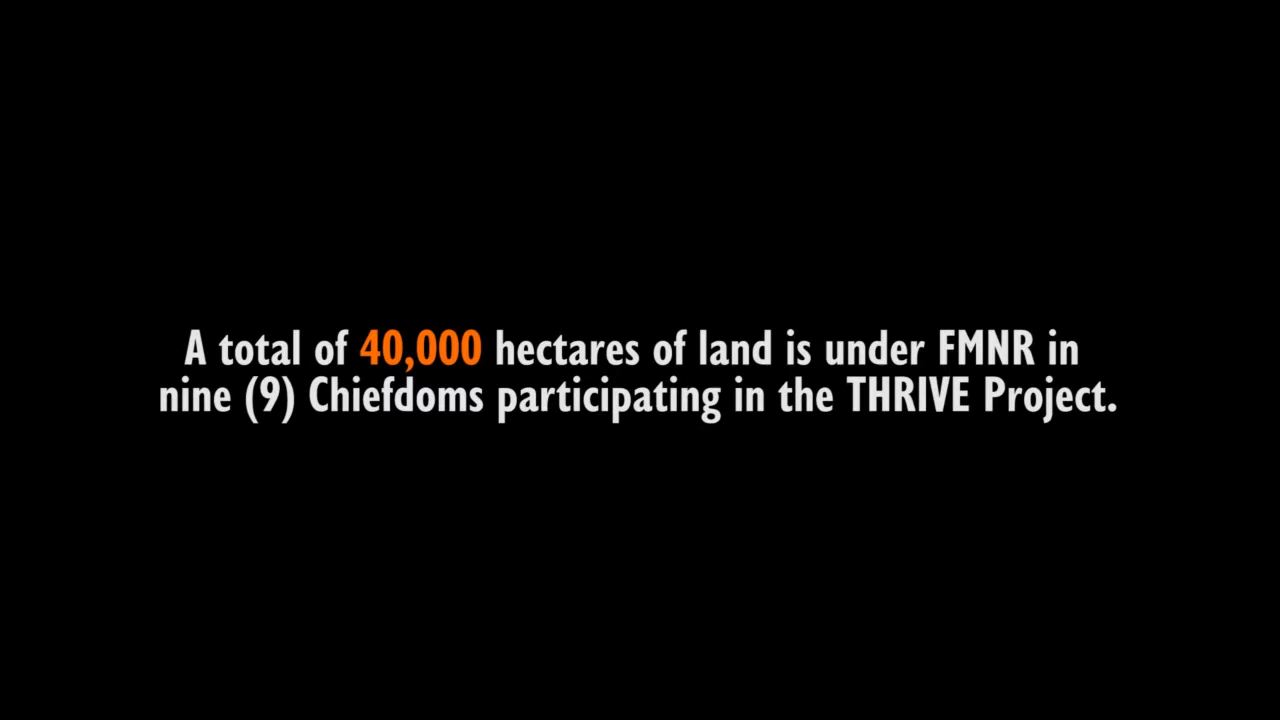 A total of 40,000 hectares of land is under FMNR in
nine (9) Chiefdoms participating in the THRIVE Project.